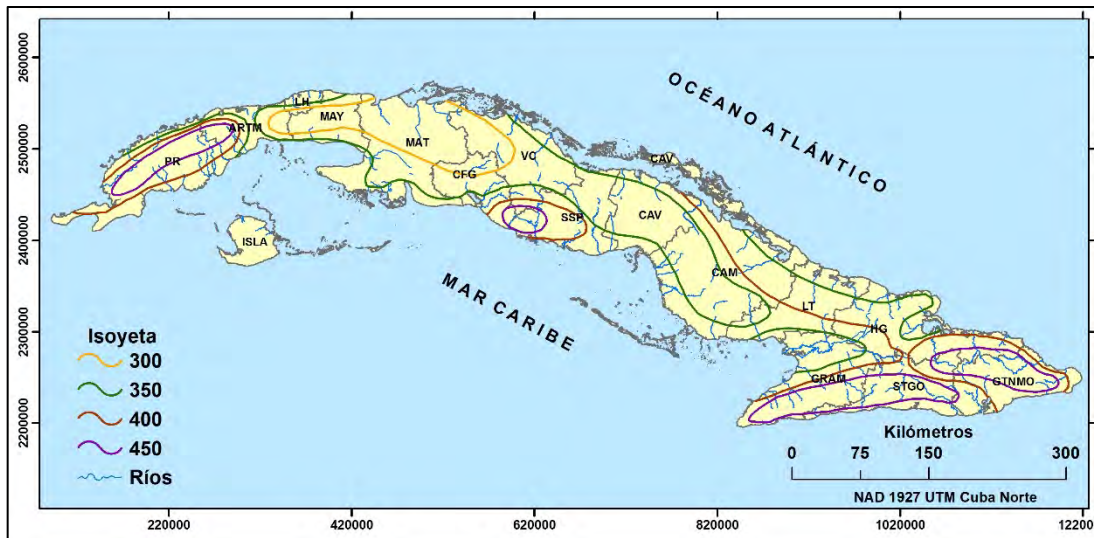 2600000
2500000
2400000
2300000
2200000
OCÉANO ATLÁNTICO
MAR CARIBE
LH
MAY
ARTM
MAT
PR
VC
CFG
CAV
SSP
CAV
ISLA
CAM
LT
HG
GRAM
STGO
GTNMO
Isoyeta
300
350
400
450
Ríos
Kilómetros
0 75 150 300
NAD 1927 UTM Cuba Norte
220000 420000 620000 820000 1020000 12200000